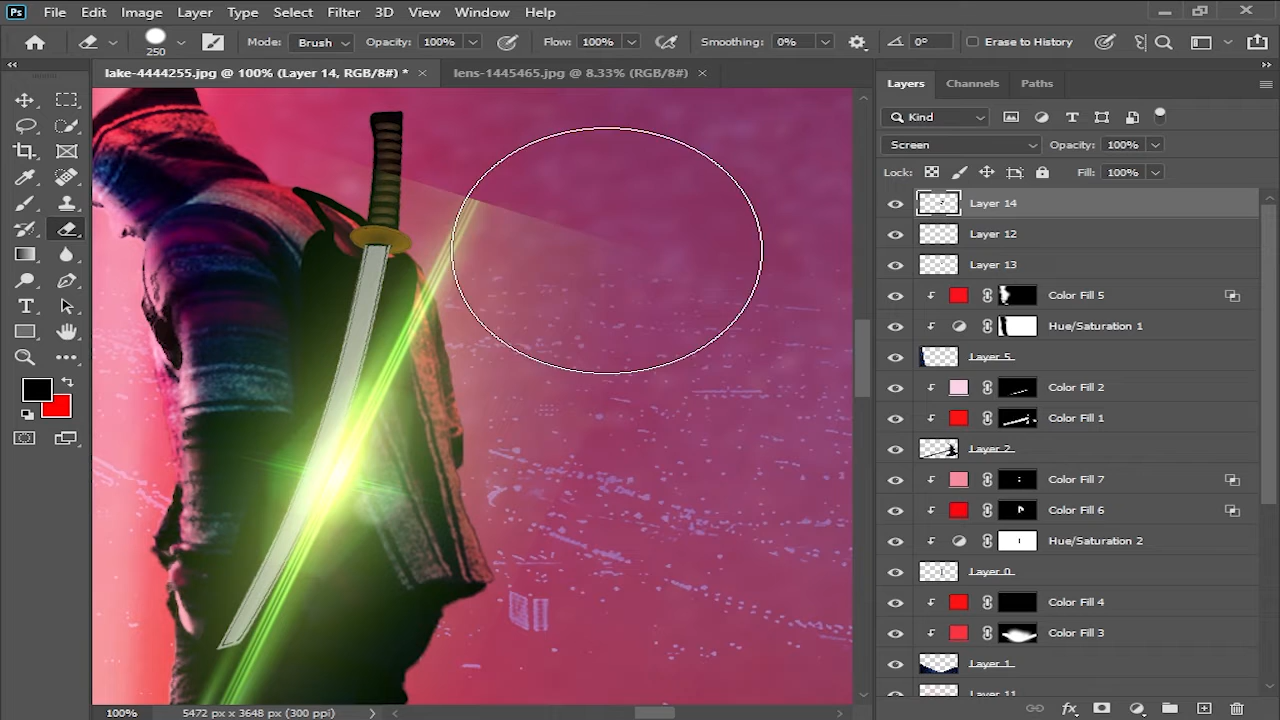 Ps File Edit Image Layer Type Select Filter 3D View Window Help
250 Mode: Brush Opacity: 100% Flow: 100% Smoothing: 0% 0° Erase to History
lake-4444255.jpg @ 100% (Layer 14, RGB/8#) * lens-1445465.jpg @ 8.33% (RGB/8#)
Layers Channels Paths
Kind
Screen Opacity: 100%
Lock: Fill: 100%
Layer 14
Layer 12
Layer 13
Color Fill 5
Hue/Saturation 1
Layer 5
Color Fill 2
Color Fill 1
Layer 2
Color Fill 7
Color Fill 6
Hue/Saturation 2
Layer 0
Color Fill 4
Color Fill 3
Layer 1
Layer 11
100% 5472 px x 3648 px (300 ppi)